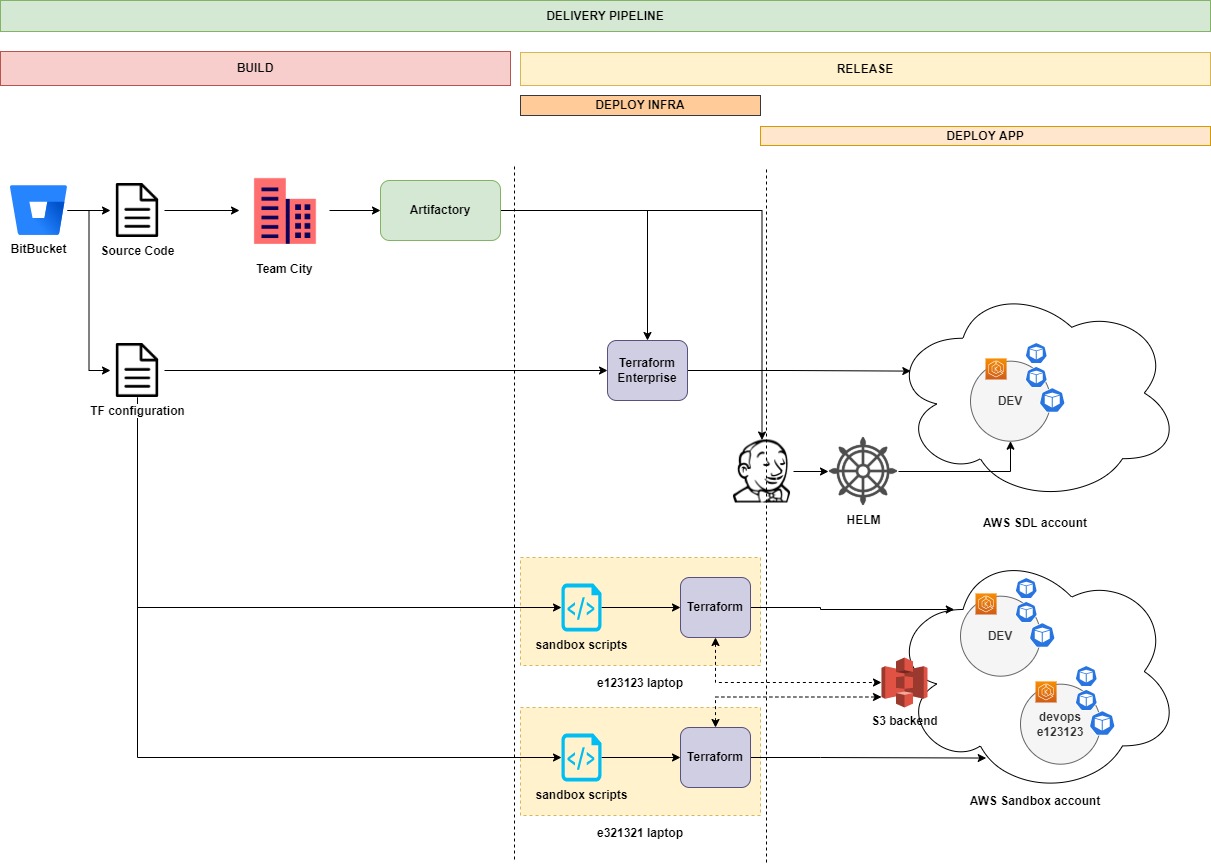 DELIVERY PIPELINE
BUILD
RELEASE
DEPLOY INFRA
DEPLOY APP
BitBucket
Source Code
Team City
Artifactory
TF configuration
Terraform
Enterprise
DEV
HELM
AWS SDL account
sandbox scripts
Terraform
e123123 laptop
DEV
S3 backend
devops
e123123
sandbox scripts
Terraform
e321321 laptop
AWS Sandbox account